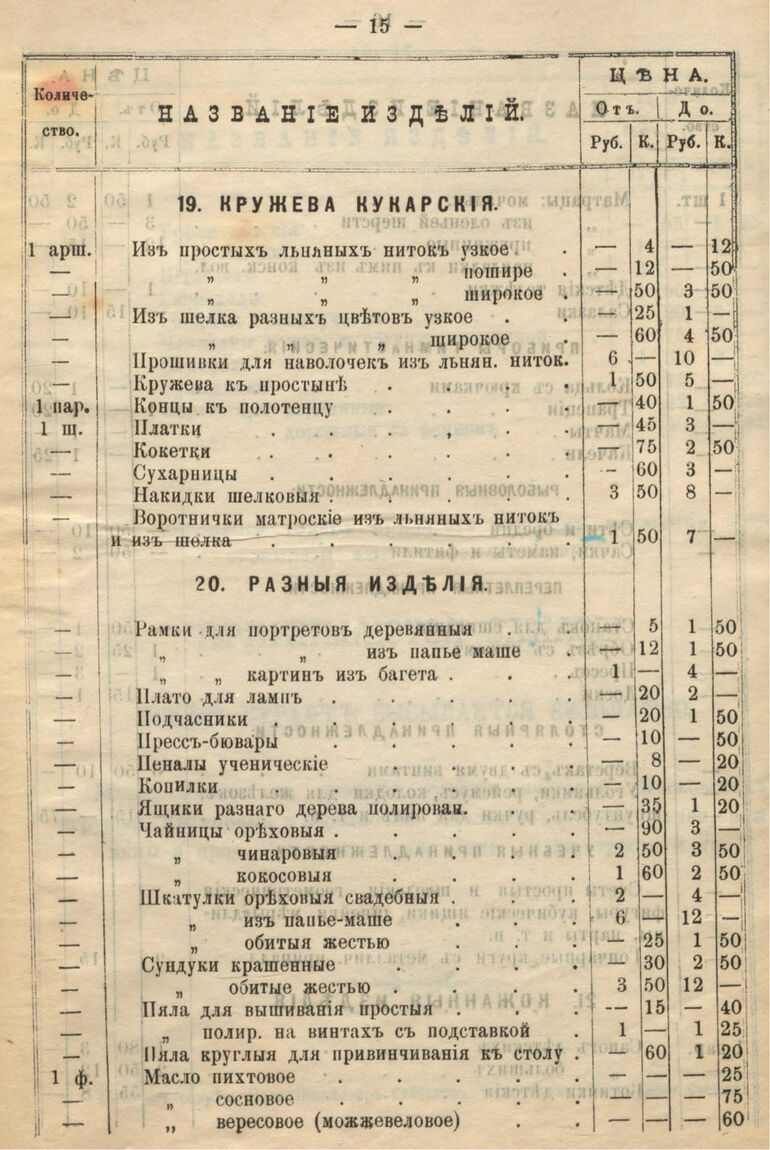 — 15 —
Количе-
ство.
НАЗВАНІЕ ИЗДѢЛІЙ.
ЦѢНА.
Отъ. До.
Руб. К. Руб. К.
19. КРУЖЕВА КУКАРСКІЯ.
1 арш. Изъ простыхъ льняныхъ нитокъ узкое . . — 4 — 12
— „ „ „ пошире . — 12 — 50
— „ „ „ широкое . — 50 3 50
— Изъ шелка разныхъ цвѣтовъ узкое . . — 25 1 —
— „ „ „ широкое . — 60 4 50
— Прошивки для наволочекъ изъ льнян. ниток. 6 — 10 —
— Кружева къ простынѣ . . . . . 1 50 5 —
1 пар. Концы къ полотенцу . . . . — 40 1 50
1 щ. Платки . . . . . . — 45 3 —
— Кокетки . . . . . . — 75 2 50
— Сухарницы . . . . . . — 60 3 —
— Накидки шелковыя . . . . . 3 50 8 —
— Воротнички матроскіе изъ льняныхъ нитокъ
и изъ шелка . . . . . . 1 50 7 —
20. РАЗНЫЯ ИЗДѢЛІЯ.
— Рамки для портретовъ деревянныя . . — 5 1 50
— „ „ изъ папье маше . — 12 1 50
— „ „ картинъ изъ багета . . . 1 — 4 —
— Плато для лампъ . . . . . — 20 2 —
— Подчасники . . . . . . — 20 1 50
— Прессъ-бювары . . . . . . — 10 — 50
— Пеналы ученическіе . . . . . — 8 — 20
— Копилки . . . . . . — 10 — 20
— Ящики разнаго дерева полирован. . . — 35 1 20
— Чайницы орѣховыя . . . . . — 90 3 —
— „ чинаровыя . . . . 2 50 3 50
— „ кокосовыя . . . . 1 60 2 50
— Шкатулки орѣховыя свадебныя . . . 2 — 4 —
— „ изъ папье-маше . . . 6 — 12 —
— „ обитыя жестью . . . — 25 1 50
— Сундуки крашенные . . . . — 30 2 50
— „ обитые жестью . . . . 3 50 12 —
— Пяла для вышиванія простыя . . . — 15 — 40
— „ полир. на винтахъ съ подставкой . 1 — 1 25
— Пяла круглыя для привинчиванія къ столу . — 60 1 20
1 ф. Масло пихтовое . . . . . — — — 25
— „ сосновое . . . . . — — — 75
— „ вересовое (можжевеловое) . . — — — 60